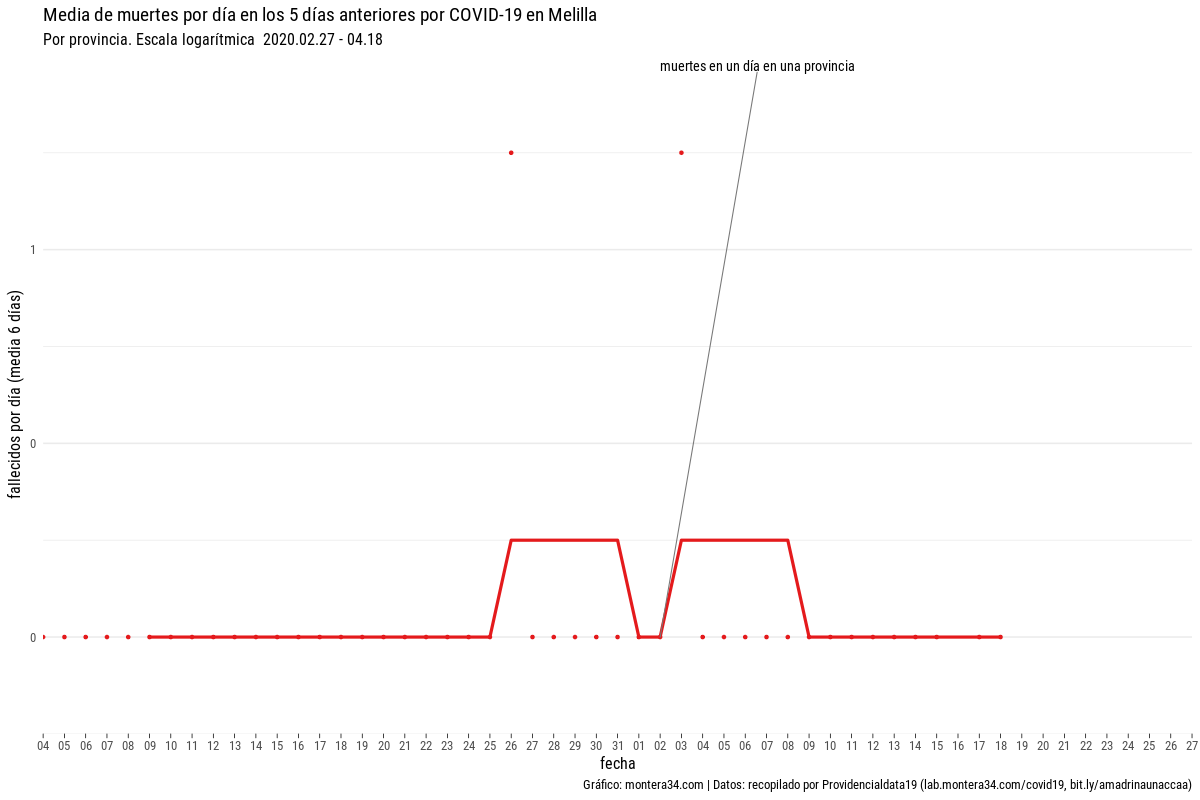 Media de muertes por día en los 5 días anteriores por COVID-19 en Melilla
Por provincia. Escala logarítmica  2020.02.27 - 04.18
muertes en un día en una provincia
fallecidos por día (media 6 días)
1
0
0
04 05 06 07 08 09 10 11 12 13 14 15 16 17 18 19 20 21 22 23 24 25 26 27 28 29 30 31 01 02 03 04 05 06 07 08 09 10 11 12 13 14 15 16 17 18 19 20 21 22 23 24 25 26 27
fecha
Gráfico: montera34.com | Datos: recopilado por Providencialdata19 (lab.montera34.com/covid19, bit.ly/amadrinaunaccaa)